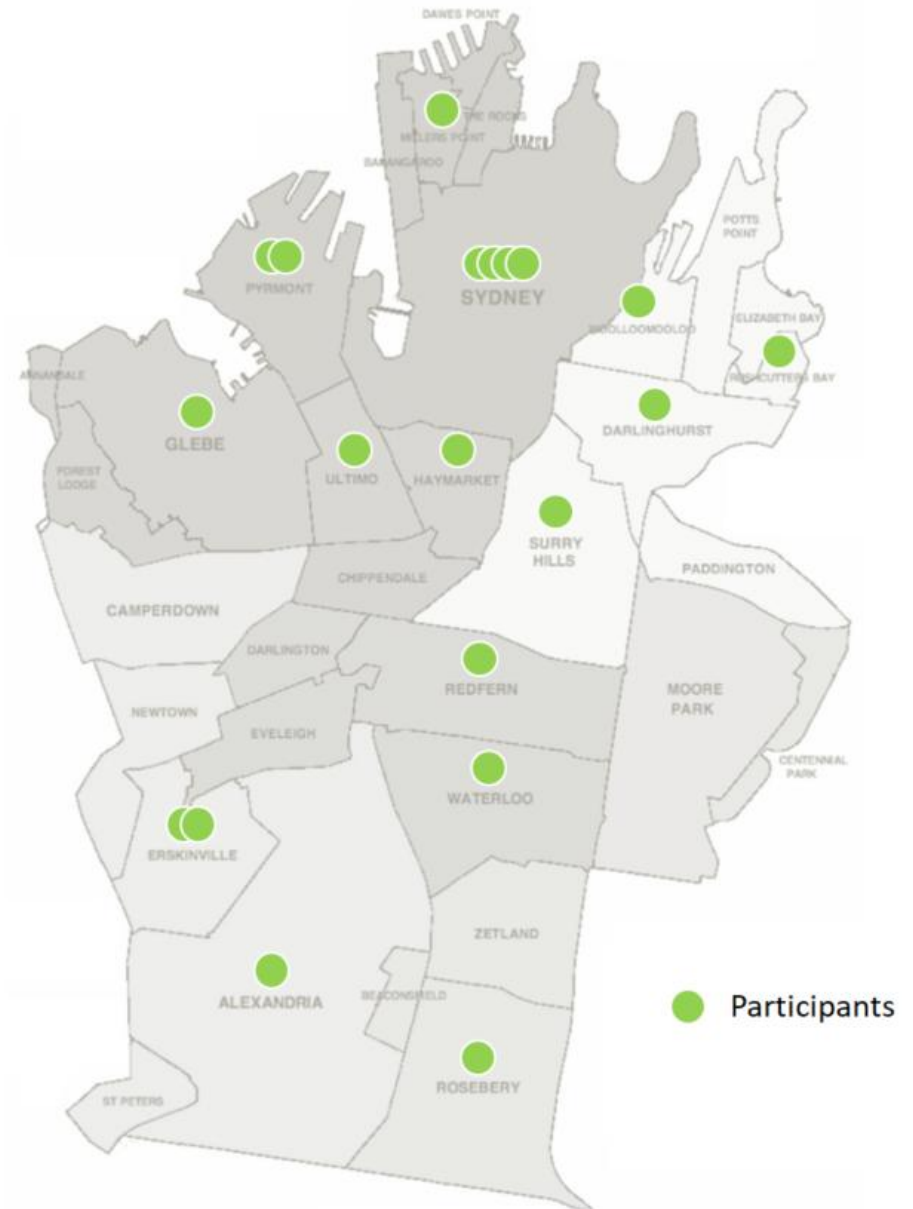 DAWES POINT
THE ROCKS
MILLERS POINT
BARANGAROO
POTTS
POINT
PYRMONT
SYDNEY
ELIZABETH BAY
WOOLLOOMOOLOO
ANNANDALE
RUSHCUTTERS BAY
GLEBE
DARLINGHURST
FOREST
LODGE
ULTIMO
HAYMARKET
SURRY
HILLS
CHIPPENDALE
PADDINGTON
CAMPERDOWN
DARLINGTON
REDFERN
MOORE
PARK
NEWTOWN
EVELEIGH
CENTENNIAL
PARK
WATERLOO
ERSKINVILLE
ZETLAND
ALEXANDRIA
BEACONSFIELD
Participants
ROSEBERY
ST PETERS